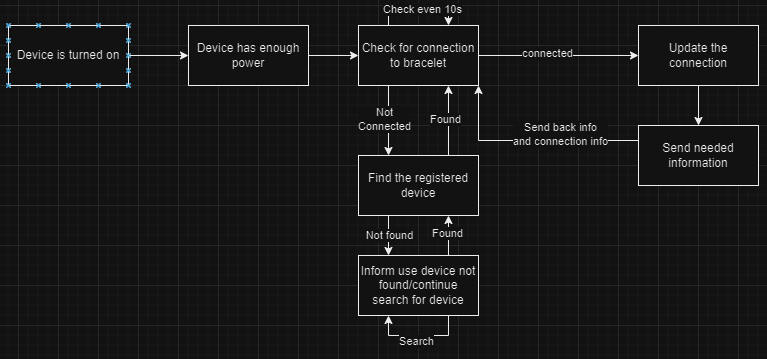 Check even 10s
Device is turned on
Device has enough
power
Check for connection
to bracelet
connected
Update the
connection
Not
Connected
Found
Send back info
and connection info
Send needed
information
Find the registered
device
Not found
Found
Inform use device not
found/continue
search for device
Search